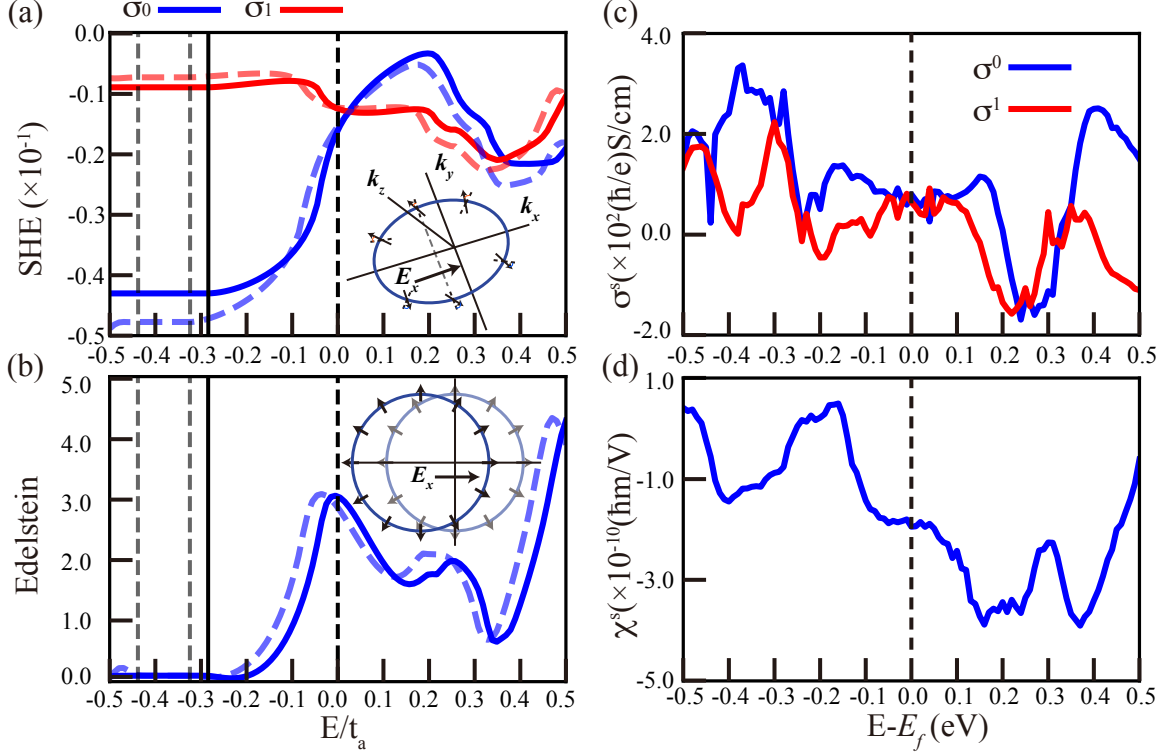 (a) σ0 σ1
SHE (×10-1)
-0.0
-0.1
-0.2
-0.3
-0.4
-0.5
-0.5 -0.4 -0.3 -0.2 -0.1 0.0 0.1 0.2 0.3 0.4 0.5
kz ky kx
Ex
(b)
Edelstein
5.0
4.0
3.0
2.0
1.0
0.0
-0.5 -0.4 -0.3 -0.2 -0.1 0.0 0.1 0.2 0.3 0.4 0.5
E/ta
Ex
(c)
σs(×10²(ħ/e)S/cm
4.0
2.0
0.0
-2.0
-0.5 -0.4 -0.3 -0.2 -0.1 0.0 0.1 0.2 0.3 0.4 0.5
σ⁰
σ¹
(d)
χs(×10-10(ħm/V)
1.0
-1.0
-3.0
-5.0
-0.5 -0.4 -0.3 -0.2 -0.1 0.0 0.1 0.2 0.3 0.4 0.5
E-Ef (eV)